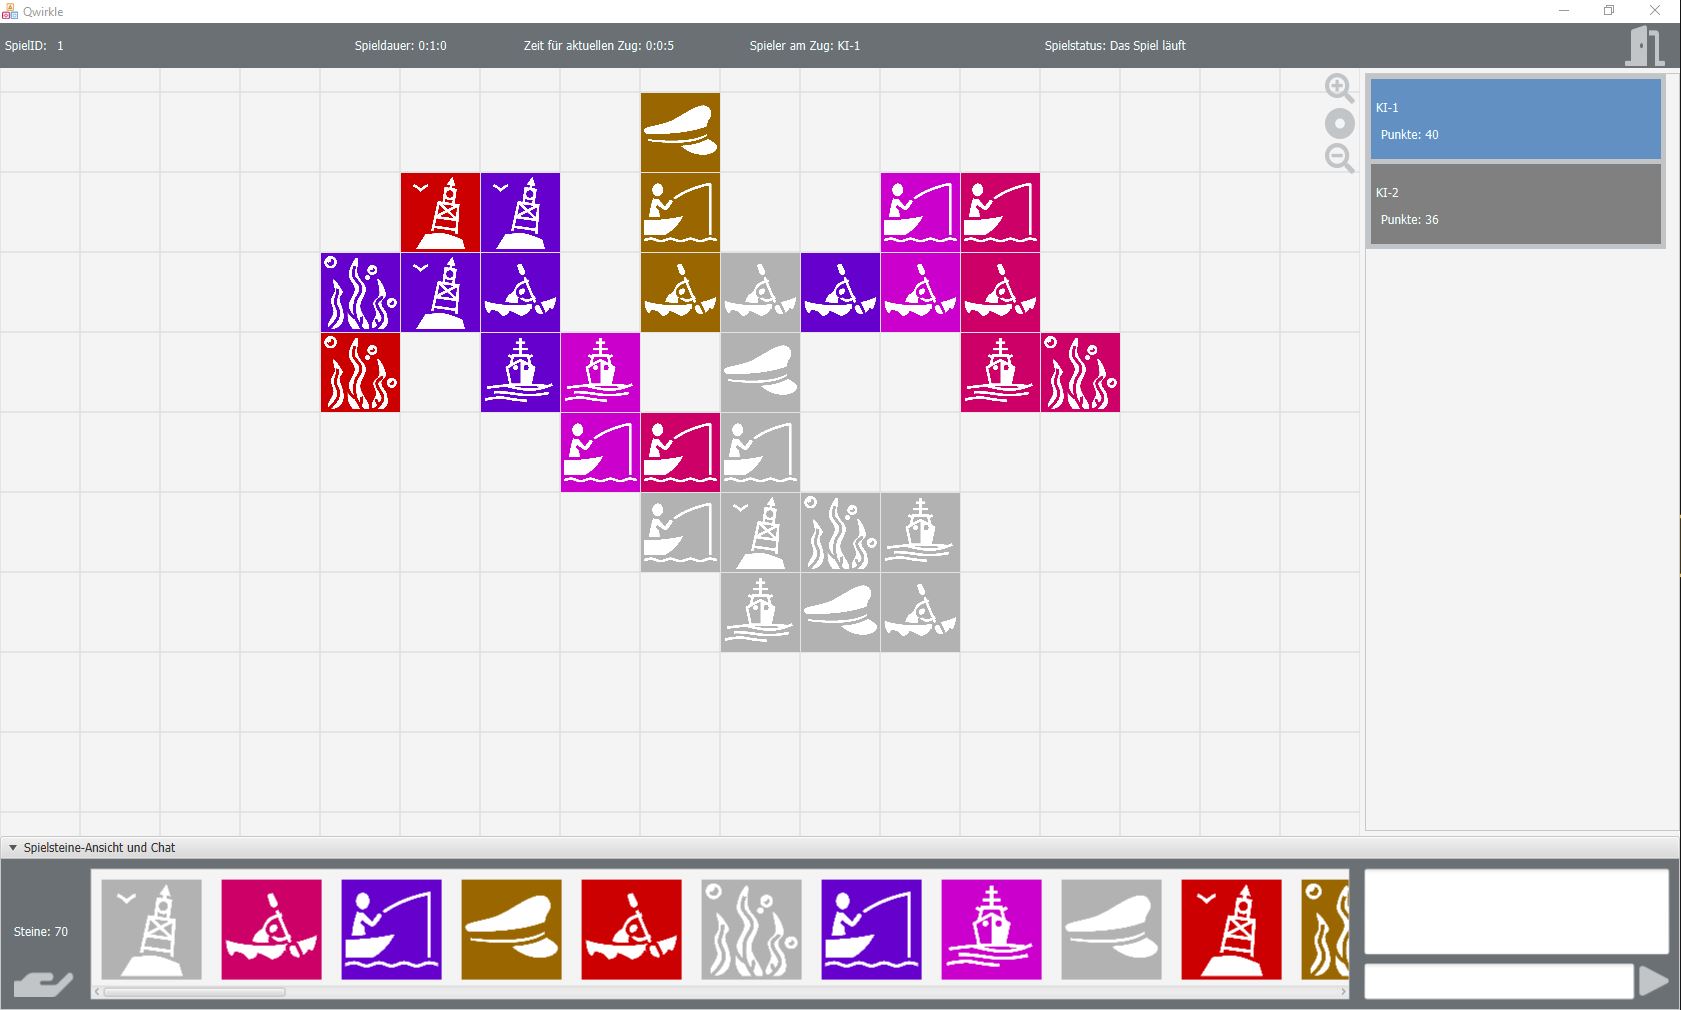 Qwirkle
SpielID: 1
Spieldauer: 0:1:0
Zeit für aktuellen Zug: 0:0:5
Spieler am Zug: KI-1
Spielstatus: Das Spiel läuft
KI-1
Punkte: 40
KI-2
Punkte: 36
Spielsteine-Ansicht und Chat
Steine: 70